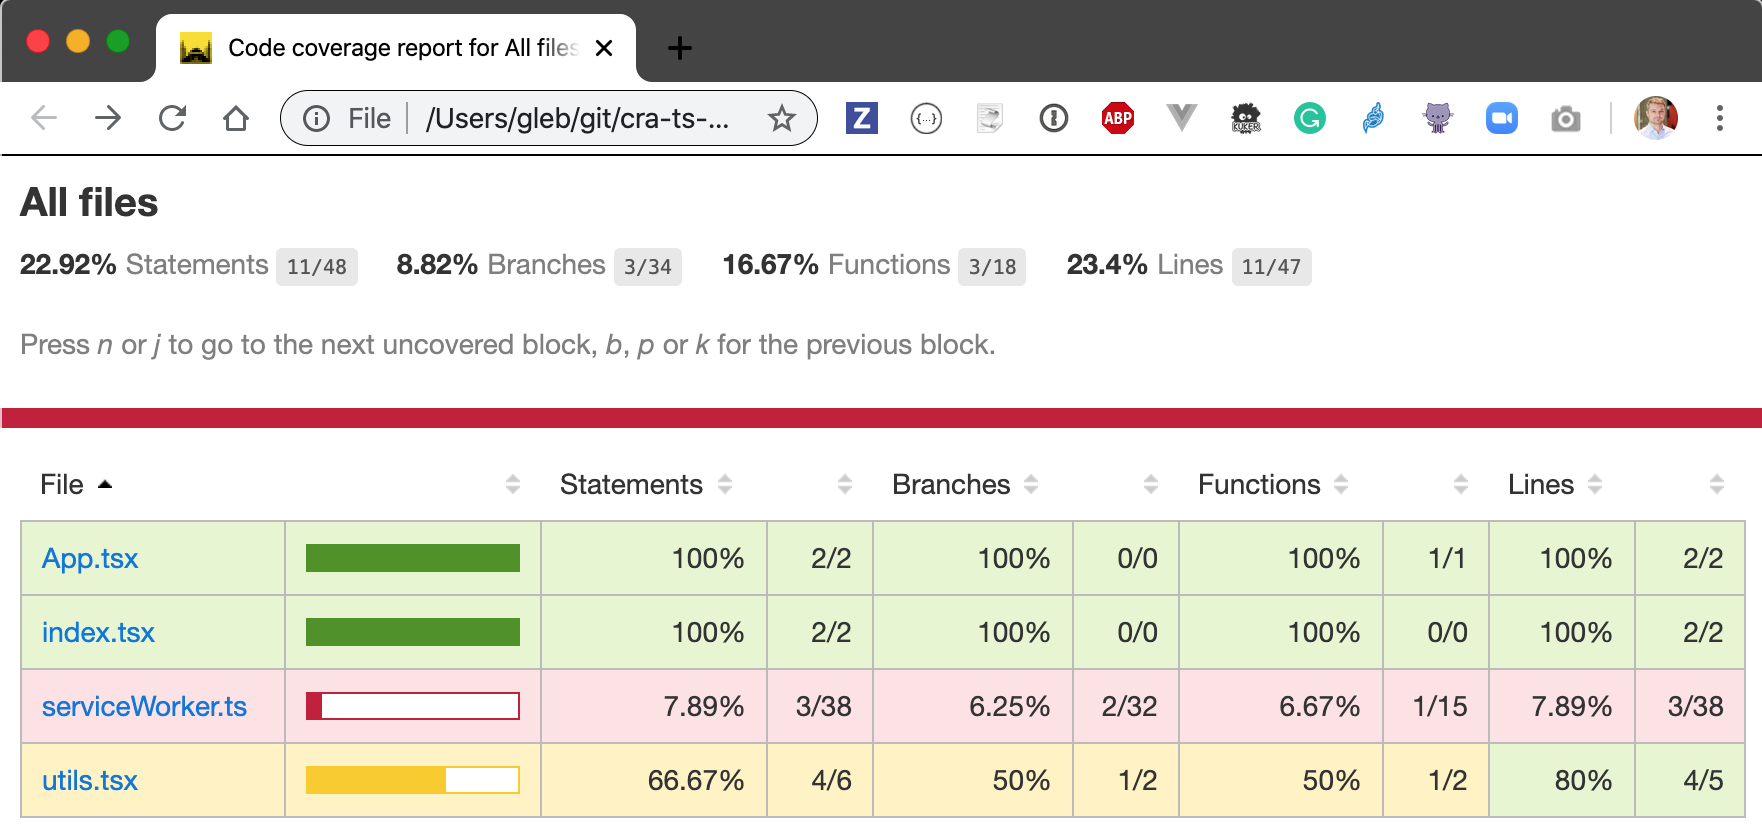 Code coverage report for All files
File /Users/gleb/git/cra-ts-...
Z {...} ABP KUKER G
All files
22.92% Statements 11/48 8.82% Branches 3/34 16.67% Functions 3/18 23.4% Lines 11/47
Press n or j to go to the next uncovered block, b, p or k for the previous block.
File Statements Branches Functions Lines
App.tsx 100% 2/2 100% 0/0 100% 1/1 100% 2/2
index.tsx 100% 2/2 100% 0/0 100% 0/0 100% 2/2
serviceWorker.ts 7.89% 3/38 6.25% 2/32 6.67% 1/15 7.89% 3/38
utils.tsx 66.67% 4/6 50% 1/2 50% 1/2 80% 4/5